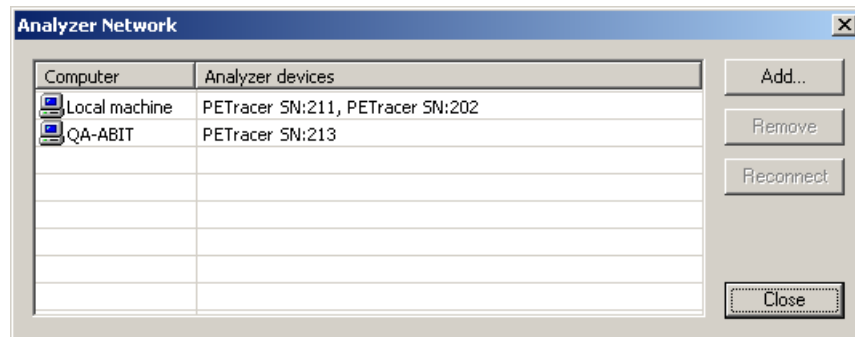 Analyzer Network
Computer Analyzer devices
Local machine PETracer SN:211, PETracer SN:202
QA-ABIT PETracer SN:213
Add...
Remove
Reconnect
Close